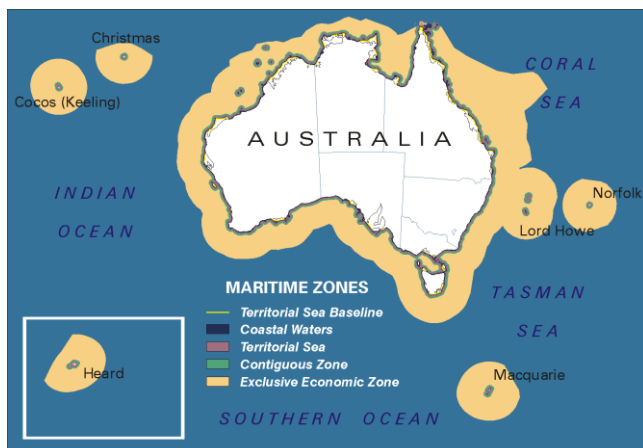 Christmas
Cocos (Keeling)
CORAL
SEA
AUSTRALIA
INDIAN
OCEAN
Norfolk
Lord Howe
MARITIME ZONES
Territorial Sea Baseline
Coastal Waters
Territorial Sea
Contiguous Zone
Exclusive Economic Zone
TASMAN
SEA
Heard
Macquarie
SOUTHERN OCEAN